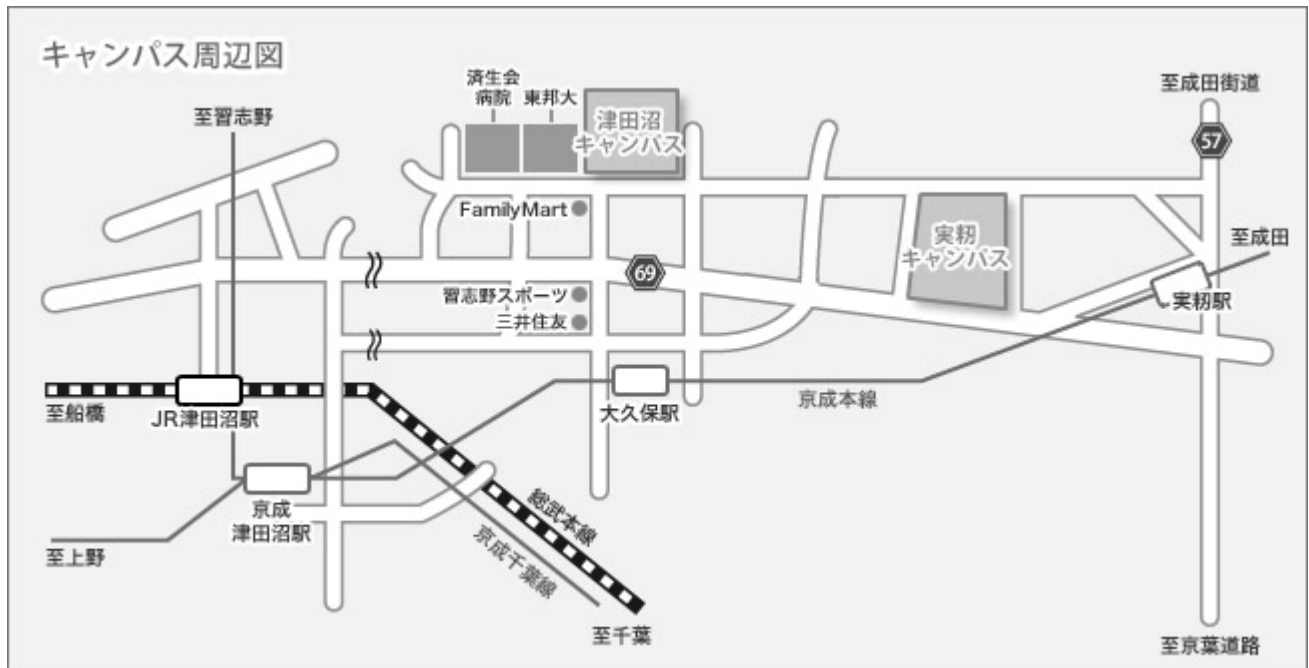 キャンパス周辺図
至習志野
済生会
病院
東邦大
津田沼
キャンパス
至成田街道
57
FamilyMart
実籾
キャンパス
至成田
69
習志野スポーツ
三井住友
実籾駅
至船橋
JR津田沼駅
大久保駅
京成本線
京成
津田沼駅
総武本線
京成千葉線
至上野
至千葉
至京葉道路